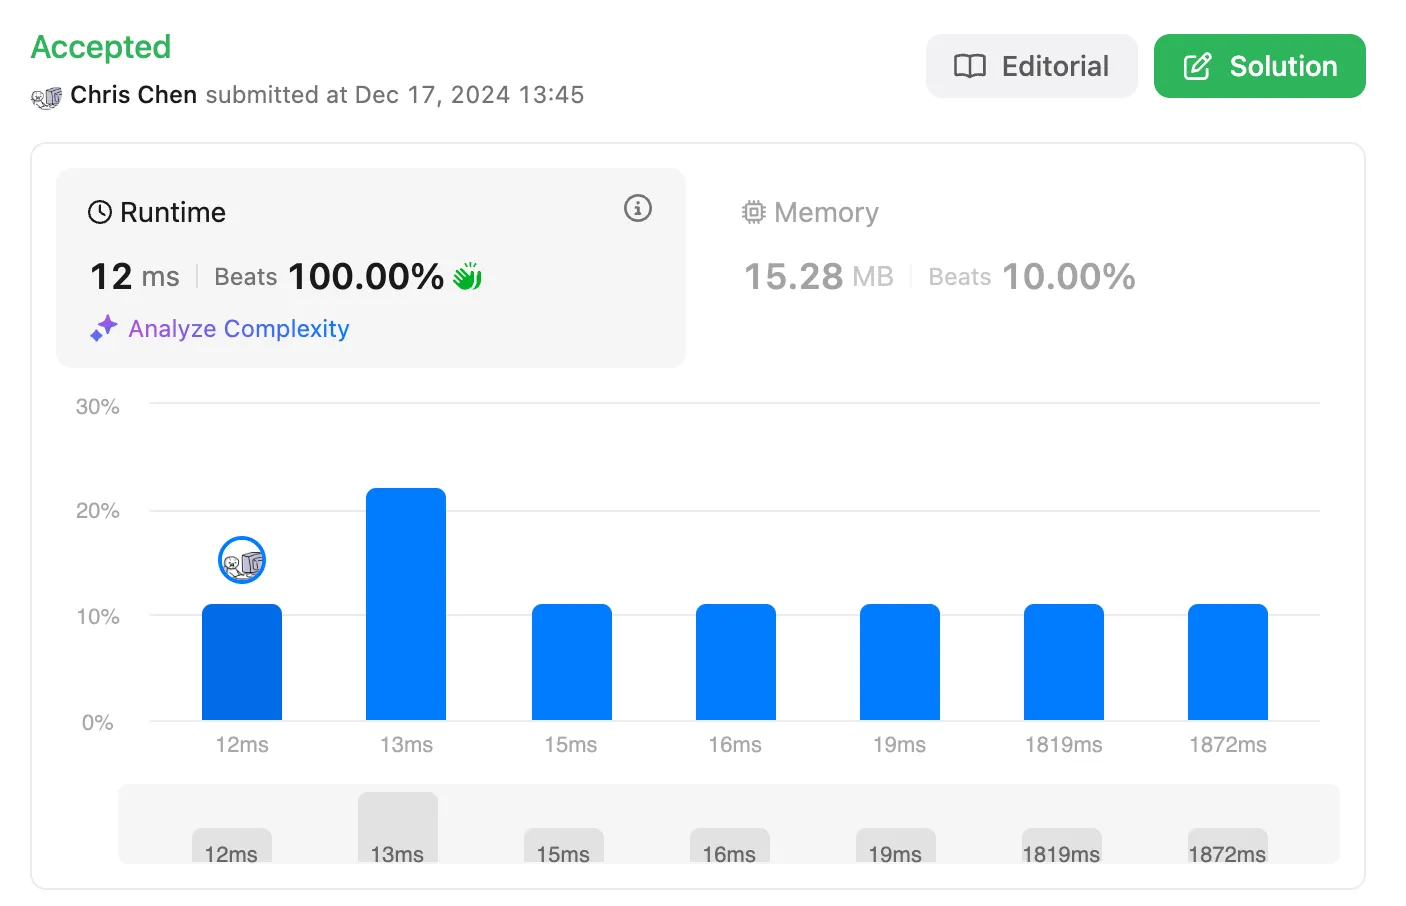 Accepted
Chris Chen submitted at Dec 17, 2024 13:45
Editorial
Solution
Runtime
12 ms | Beats 100.00%
Analyze Complexity
Memory
15.28 MB | Beats 10.00%
30%
20%
10%
0%
12ms 13ms 15ms 16ms 19ms 1819ms 1872ms
12ms 13ms 15ms 16ms 19ms 1819ms 1872ms